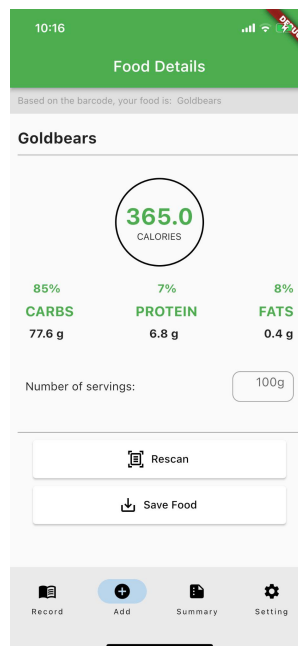 10:16
DEBU
Food Details
Based on the barcode, your food is: Goldbears
Goldbears
365.0
CALORIES
85% 7% 8%
CARBS PROTEIN FATS
77.6 g 6.8 g 0.4 g
Number of servings: 100g
Rescan
Save Food
Record Add Summary Setting